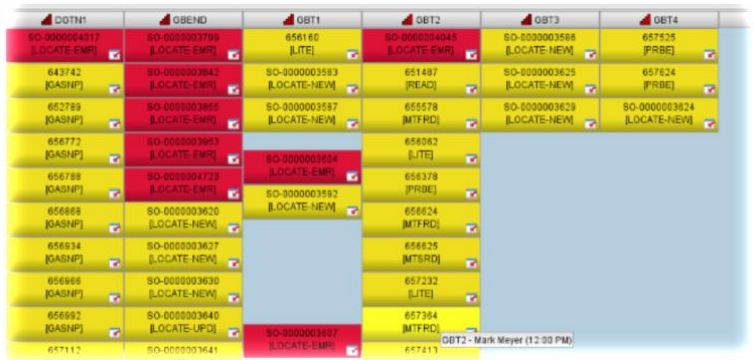 DGTN1
GBEND
GBT1
GBT2
GBT3
GBT4
SO-0000004017
[LOCATE-EMR]
643742
[GASNP]
652789
[GASNP]
656772
[GASNP]
656788
[GASNP]
656868
[GASNP]
656934
[GASNP]
656966
[GASNP]
656992
[GASNP]
657112
SO-0000003799
[LOCATE-EMR]
SO-0000003842
[LOCATE-EMR]
SO-0000003855
[LOCATE-EMR]
SO-0000003953
[LOCATE-EMR]
SO-0000004723
[LOCATE-EMR]
SO-0000003620
[LOCATE-NEW]
SO-0000003627
[LOCATE-NEW]
SO-0000003630
[LOCATE-NEW]
SO-0000003640
[LOCATE-UPD]
SO-0000003641
656160
[LITE]
SO-0000003583
[LOCATE-NEW]
SO-0000003587
[LOCATE-NEW]
SO-0000003604
[LOCATE-EMR]
SO-0000003592
[LOCATE-NEW]
SO-0000003607
[LOCATE-EMR]
SO-0000004045
[LOCATE-EMR]
651487
[READ]
655578
[MTFRD]
656062
[LITE]
656378
[PRBE]
656624
[MTFRD]
656625
[MTSRD]
657232
[LITE]
657364
[MTFRD]
GBT2 - Mark Meyer (12:00 PM)
657413
SO-0000003586
[LOCATE-NEW]
SO-0000003625
[LOCATE-NEW]
SO-0000003629
[LOCATE-NEW]
657525
[PRBE]
657624
[PRBE]
SO-0000003624
[LOCATE-NEW]